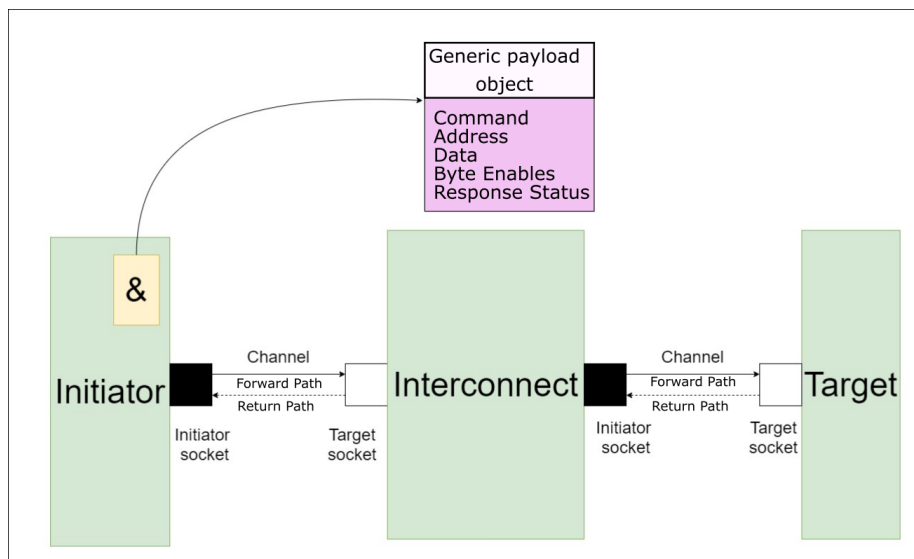 Generic payload
object
Command
Address
Data
Byte Enables
Response Status
&
Initiator
Channel
Forward Path
Return Path
Initiator
socket
Target
socket
Interconnect
Channel
Forward Path
Return Path
Initiator
socket
Target
socket
Target